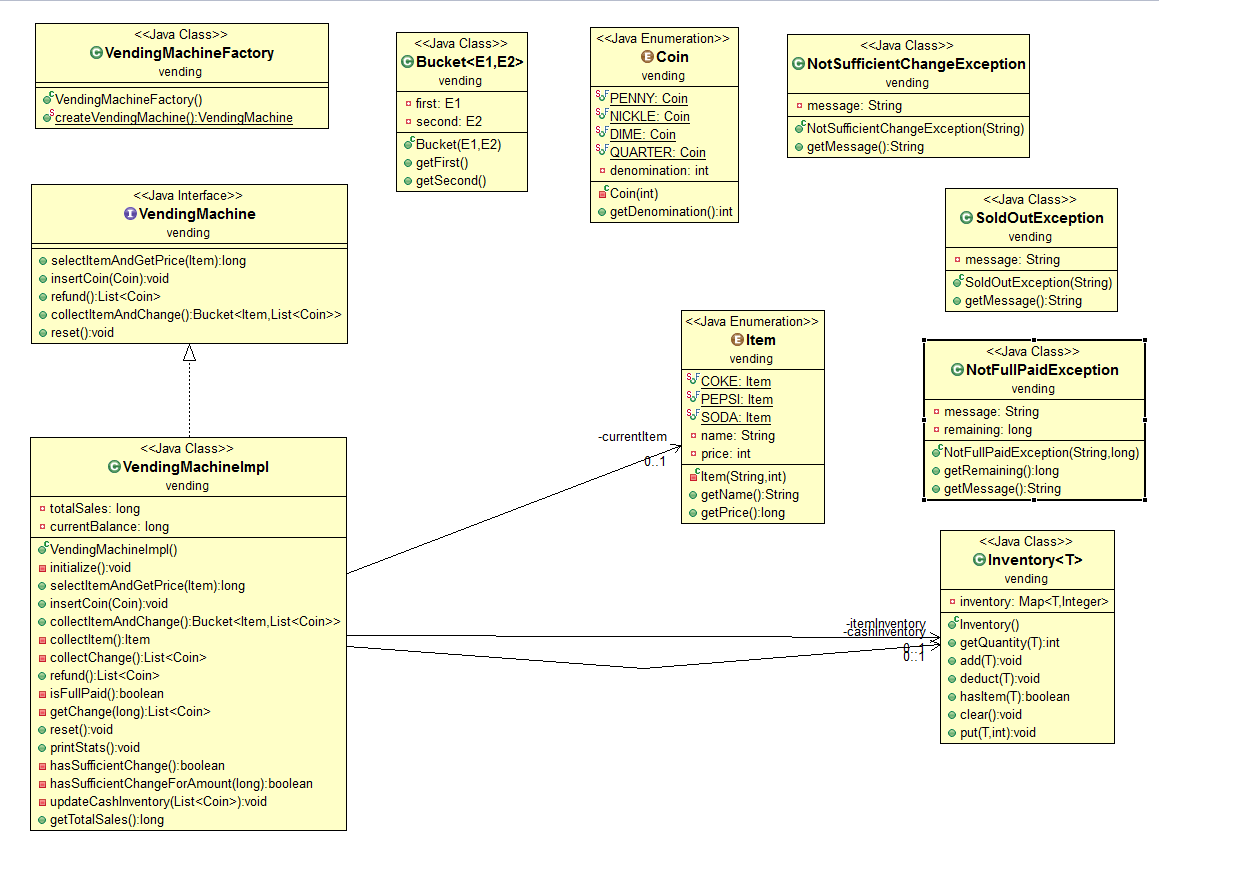 <<Java Class>>
VendingMachineFactory
vending
VendingMachineFactory()
createVendingMachine():VendingMachine
<<Java Class>>
Bucket<E1,E2>
vending
first: E1
second: E2
Bucket(E1,E2)
getFirst()
getSecond()
<<Java Enumeration>>
Coin
vending
PENNY: Coin
NICKLE: Coin
DIME: Coin
QUARTER: Coin
denomination: int
Coin(int)
getDenomination():int
<<Java Class>>
NotSufficientChangeException
vending
message: String
NotSufficientChangeException(String)
getMessage():String
<<Java Interface>>
VendingMachine
vending
selectItemAndGetPrice(Item):long
insertCoin(Coin):void
refund():List<Coin>
collectItemAndChange():Bucket<Item,List<Coin>>
reset():void
<<Java Class>>
SoldOutException
vending
message: String
SoldOutException(String)
getMessage():String
<<Java Enumeration>>
Item
vending
COKE: Item
PEPSI: Item
SODA: Item
name: String
price: int
Item(String,int)
getName():String
getPrice():long
<<Java Class>>
NotFullPaidException
vending
message: String
remaining: long
NotFullPaidException(String,long)
getRemaining():long
getMessage():String
-currentItem
0..1
<<Java Class>>
VendingMachineImpl
vending
totalSales: long
currentBalance: long
VendingMachineImpl()
initialize():void
selectItemAndGetPrice(Item):long
insertCoin(Coin):void
collectItemAndChange():Bucket<Item,List<Coin>>
collectItem():Item
collectChange():List<Coin>
refund():List<Coin>
isFullPaid():boolean
getChange(long):List<Coin>
reset():void
printStats():void
hasSufficientChange():boolean
hasSufficientChangeForAmount(long):boolean
updateCashInventory(List<Coin>):void
getTotalSales():long
-itemInventory
-cashInventory
0..1
0..1
<<Java Class>>
Inventory<T>
vending
inventory: Map<T,Integer>
Inventory()
getQuantity(T):int
add(T):void
deduct(T):void
hasItem(T):boolean
clear():void
put(T,int):void